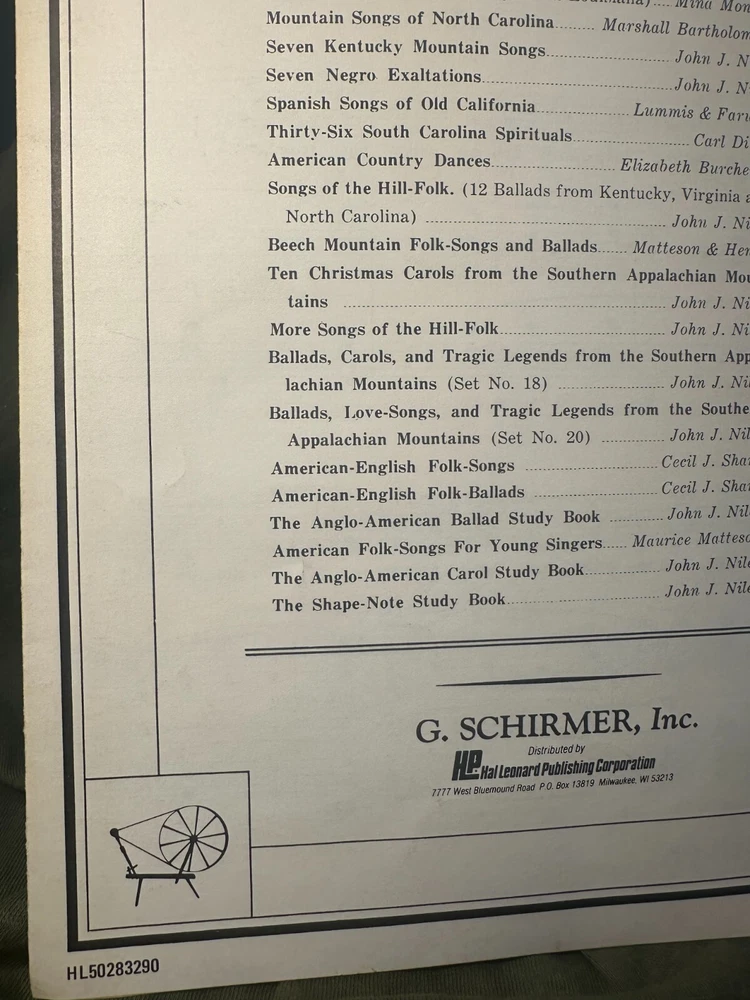 Mina Mon
Mountain Songs of North Carolina......... Marshall Bartholom
Seven Kentucky Mountain Songs.......................... John J. N
Seven Negro Exaltations...................................... John J. N
Spanish Songs of Old California................... Lummis & Far
Thirty-Six South Carolina Spirituals....................... Carl Di
American Country Dances......................... Elizabeth Burche
Songs of the Hill-Folk. (12 Ballads from Kentucky, Virginia a
North Carolina) ................................................ John J. Ni
Beech Mountain Folk-Songs and Ballads...... Matteson & Hen
Ten Christmas Carols from the Southern Appalachian Mou
tains ................................................................ John J. Ni
More Songs of the Hill-Folk................................ John J. Ni
Ballads, Carols, and Tragic Legends from the Southern App
lachian Mountains (Set No. 18) ..................... John J. Nil
Ballads, Love-Songs, and Tragic Legends from the Southe
Appalachian Mountains (Set No. 20) ............ John J. Nil
American-English Folk-Songs .......................... Cecil J. Shar
American-English Folk-Ballads ........................ Cecil J. Shar
The Anglo-American Ballad Study Book .......... John J. Nil
American Folk-Songs For Young Singers...... Maurice Matteso
The Anglo-American Carol Study Book............... John J. Nile
The Shape-Note Study Book............................... John J. Nile
G. SCHIRMER, Inc.
Distributed by
HL Hal Leonard Publishing Corporation
7777 West Bluemound Road P.O. Box 13819 Milwaukee, WI 53213
HL50283290